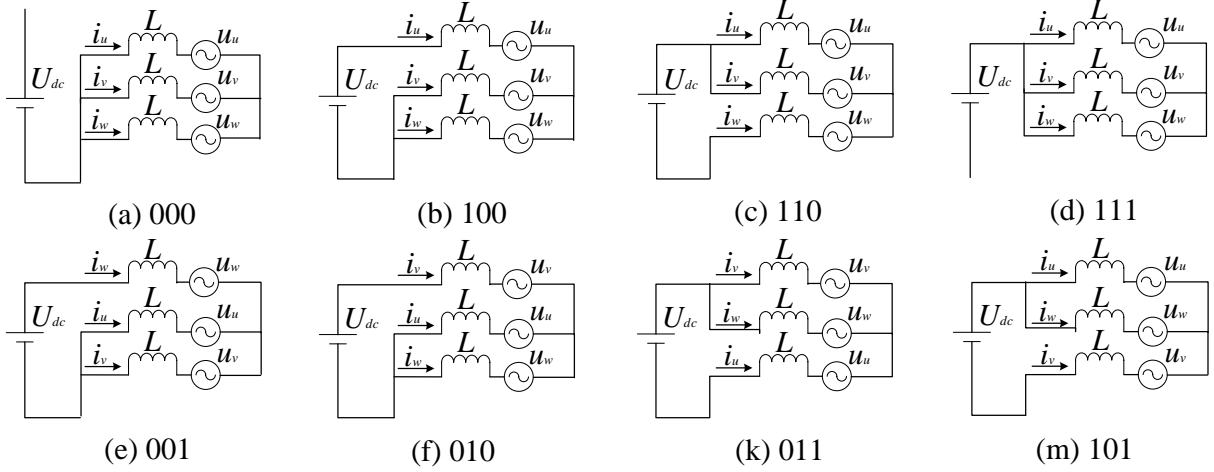 L
i_u u_u
L
U_dc i_v u_v
L
i_w u_w
(a) 000
L
i_u u_u
L
U_dc i_v u_v
L
i_w u_w
(b) 100
L
i_u u_u
L
U_dc i_v u_v
L
i_w u_w
(c) 110
L
i_u u_u
L
U_dc i_v u_v
L
i_w u_w
(d) 111
L
i_w u_w
L
U_dc i_u u_u
L
i_v u_v
(e) 001
L
i_v u_v
L
U_dc i_u u_u
L
i_w u_w
(f) 010
L
i_v u_v
L
U_dc i_w u_w
L
i_u u_u
(k) 011
L
i_u u_u
L
U_dc i_w u_w
L
i_v u_v
(m) 101